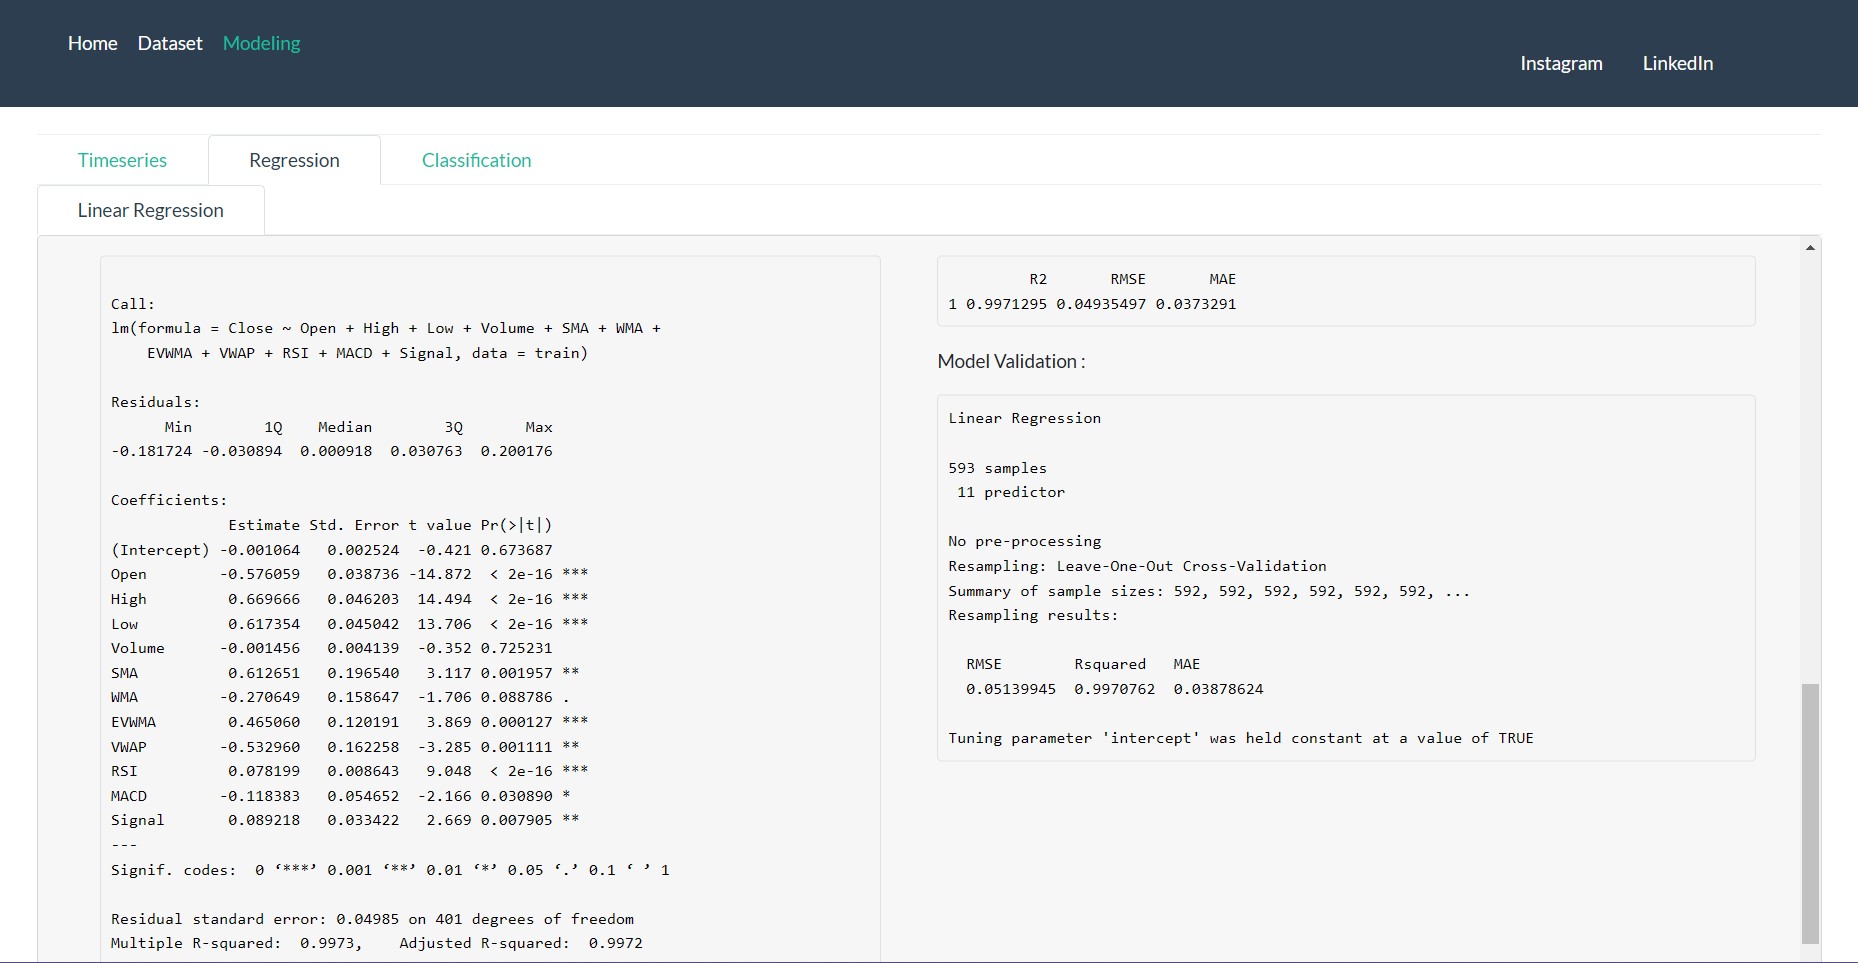 Home Dataset Modeling
Instagram LinkedIn
Timeseries Regression Classification
Linear Regression
Call:
lm(formula = Close ~ Open + High + Low + Volume + SMA + WMA +
    EVWMA + VWAP + RSI + MACD + Signal, data = train)
Residuals:
      Min        1Q    Median        3Q       Max
-0.181724 -0.030894  0.000918  0.030763  0.200176
Coefficients:
             Estimate Std. Error t value Pr(>|t|)
(Intercept) -0.001064   0.002524  -0.421 0.673687
Open        -0.576059   0.038736 -14.872  < 2e-16 ***
High         0.669666   0.046203  14.494  < 2e-16 ***
Low          0.617354   0.045042  13.706  < 2e-16 ***
Volume      -0.001456   0.004139  -0.352 0.725231
SMA          0.612651   0.196540   3.117 0.001957 **
WMA         -0.270649   0.158647  -1.706 0.088786 .
EVWMA        0.465060   0.120191   3.869 0.000127 ***
VWAP        -0.532960   0.162258  -3.285 0.001111 **
RSI          0.078199   0.008643   9.048  < 2e-16 ***
MACD        -0.118383   0.054652  -2.166 0.030890 *
Signal       0.089218   0.033422   2.669 0.007905 **
---
Signif. codes:  0 ‘***’ 0.001 ‘**’ 0.01 ‘*’ 0.05 ‘.’ 0.1 ‘ ’ 1
Residual standard error: 0.04985 on 401 degrees of freedom
Multiple R-squared:  0.9973,    Adjusted R-squared:  0.9972
         R2       RMSE       MAE
1 0.9971295 0.04935497 0.0373291
Model Validation :
Linear Regression
593 samples
 11 predictor
No pre-processing
Resampling: Leave-One-Out Cross-Validation
Summary of sample sizes: 592, 592, 592, 592, 592, 592, ...
Resampling results:
  RMSE        Rsquared   MAE
  0.05139945  0.9970762  0.03878624
Tuning parameter 'intercept' was held constant at a value of TRUE